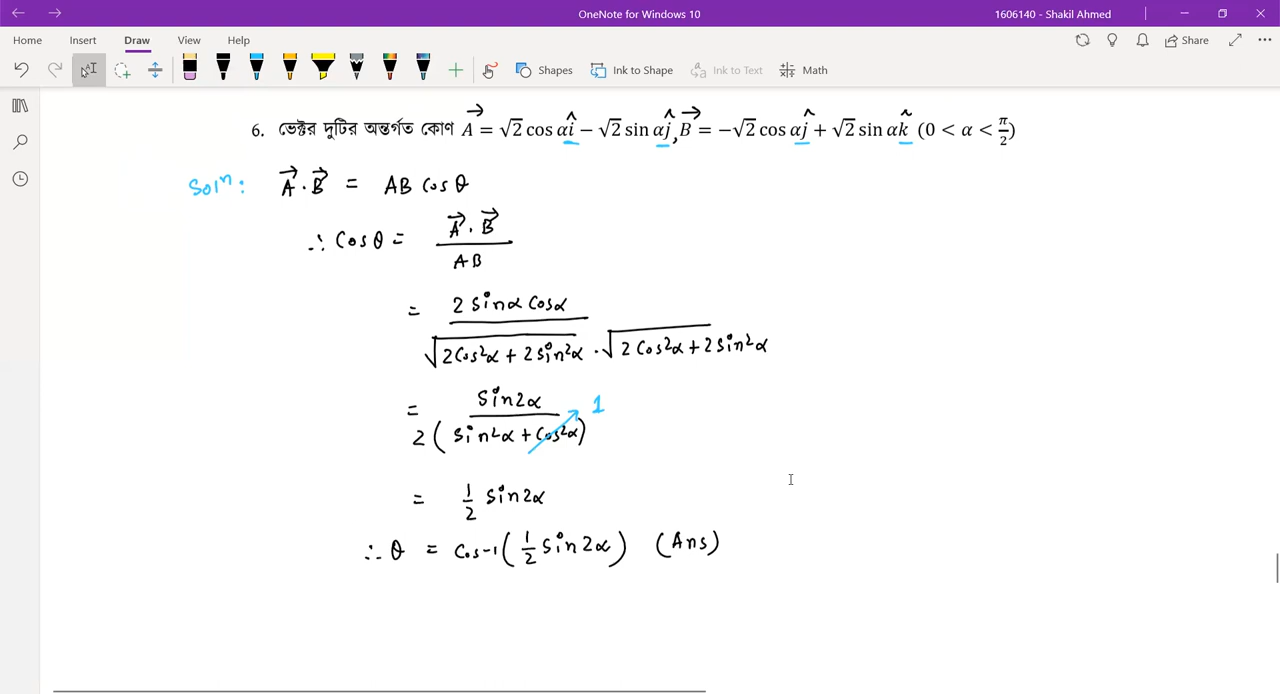 OneNote for Windows 10
1606140 - Shakil Ahmed
Home Insert Draw View Help
Share
Shapes Ink to Shape Ink to Text Math
6. ভেক্টর দুটির অন্তর্গত কোণ A⃗ = √2 cos αî − √2 sin αĵ, B⃗ = −√2 cos αĵ + √2 sin αk̂ (0 < α < π/2)
Solⁿ: A⃗ . B⃗ = AB Cosθ
∴ Cosθ = A⃗ . B⃗ / AB
= 2 Sinα Cosα / √(2Cos²α + 2Sin²α) . √(2Cos²α + 2Sin²α)
= Sin2α / 2(Sin²α + Cos²α) 1
= 1/2 Sin2α
∴ θ = Cos-1(1/2 Sin2α) (Ans)